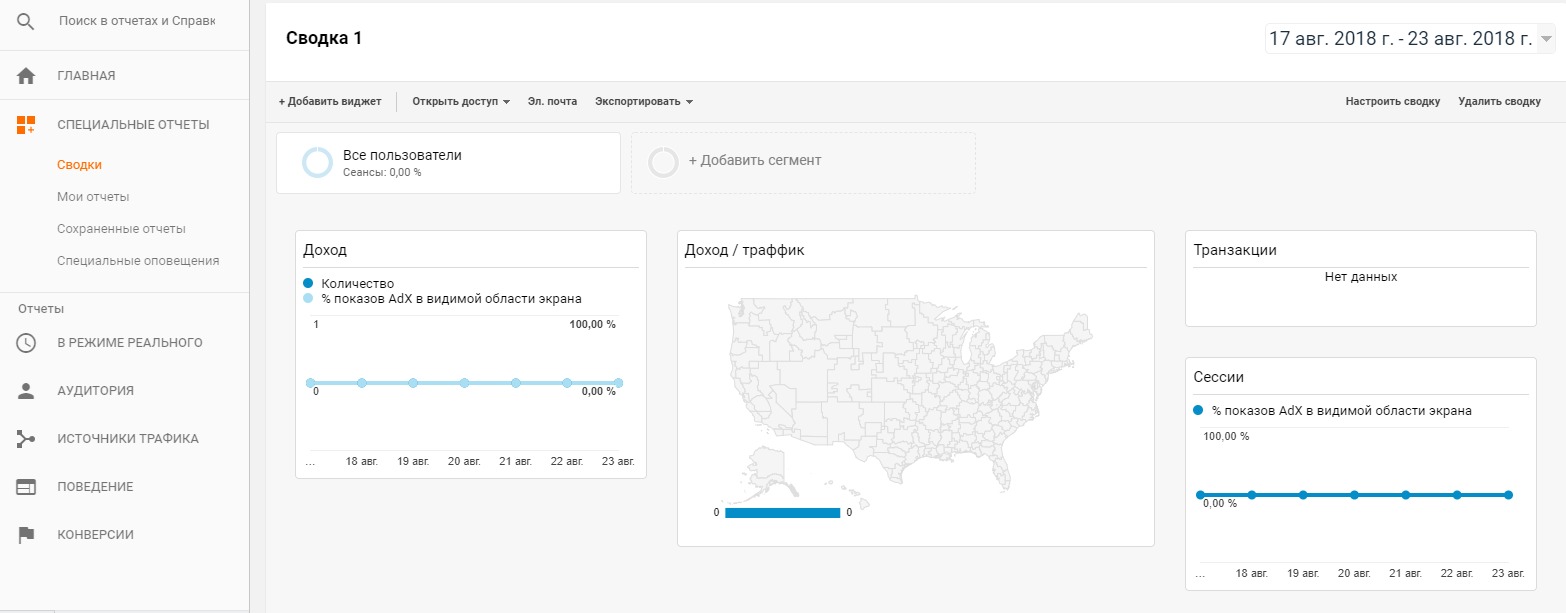 Поиск в отчетах и Справк
ГЛАВНАЯ
СПЕЦИАЛЬНЫЕ ОТЧЕТЫ
Сводки
Мои отчеты
Сохраненные отчеты
Специальные оповещения
Отчеты
В РЕЖИМЕ РЕАЛЬНОГО
АУДИТОРИЯ
ИСТОЧНИКИ ТРАФИКА
ПОВЕДЕНИЕ
КОНВЕРСИИ
Сводка 1
17 авг. 2018 г. - 23 авг. 2018 г.
+ Добавить виджет
Открыть доступ
Эл. почта
Экспортировать
Настроить сводку
Удалить сводку
Все пользователи
Сеансы: 0,00 %
+ Добавить сегмент
Доход
Количество
% показов AdX в видимой области экрана
1 100,00 %
0 0,00 %
... 18 авг. 19 авг. 20 авг. 21 авг. 22 авг. 23 авг.
Доход / траффик
0 0
Транзакции
Нет данных
Сессии
% показов AdX в видимой области экрана
100,00 %
0,00 %
... 18 авг. 19 авг. 20 авг. 21 авг. 22 авг. 23 авг.